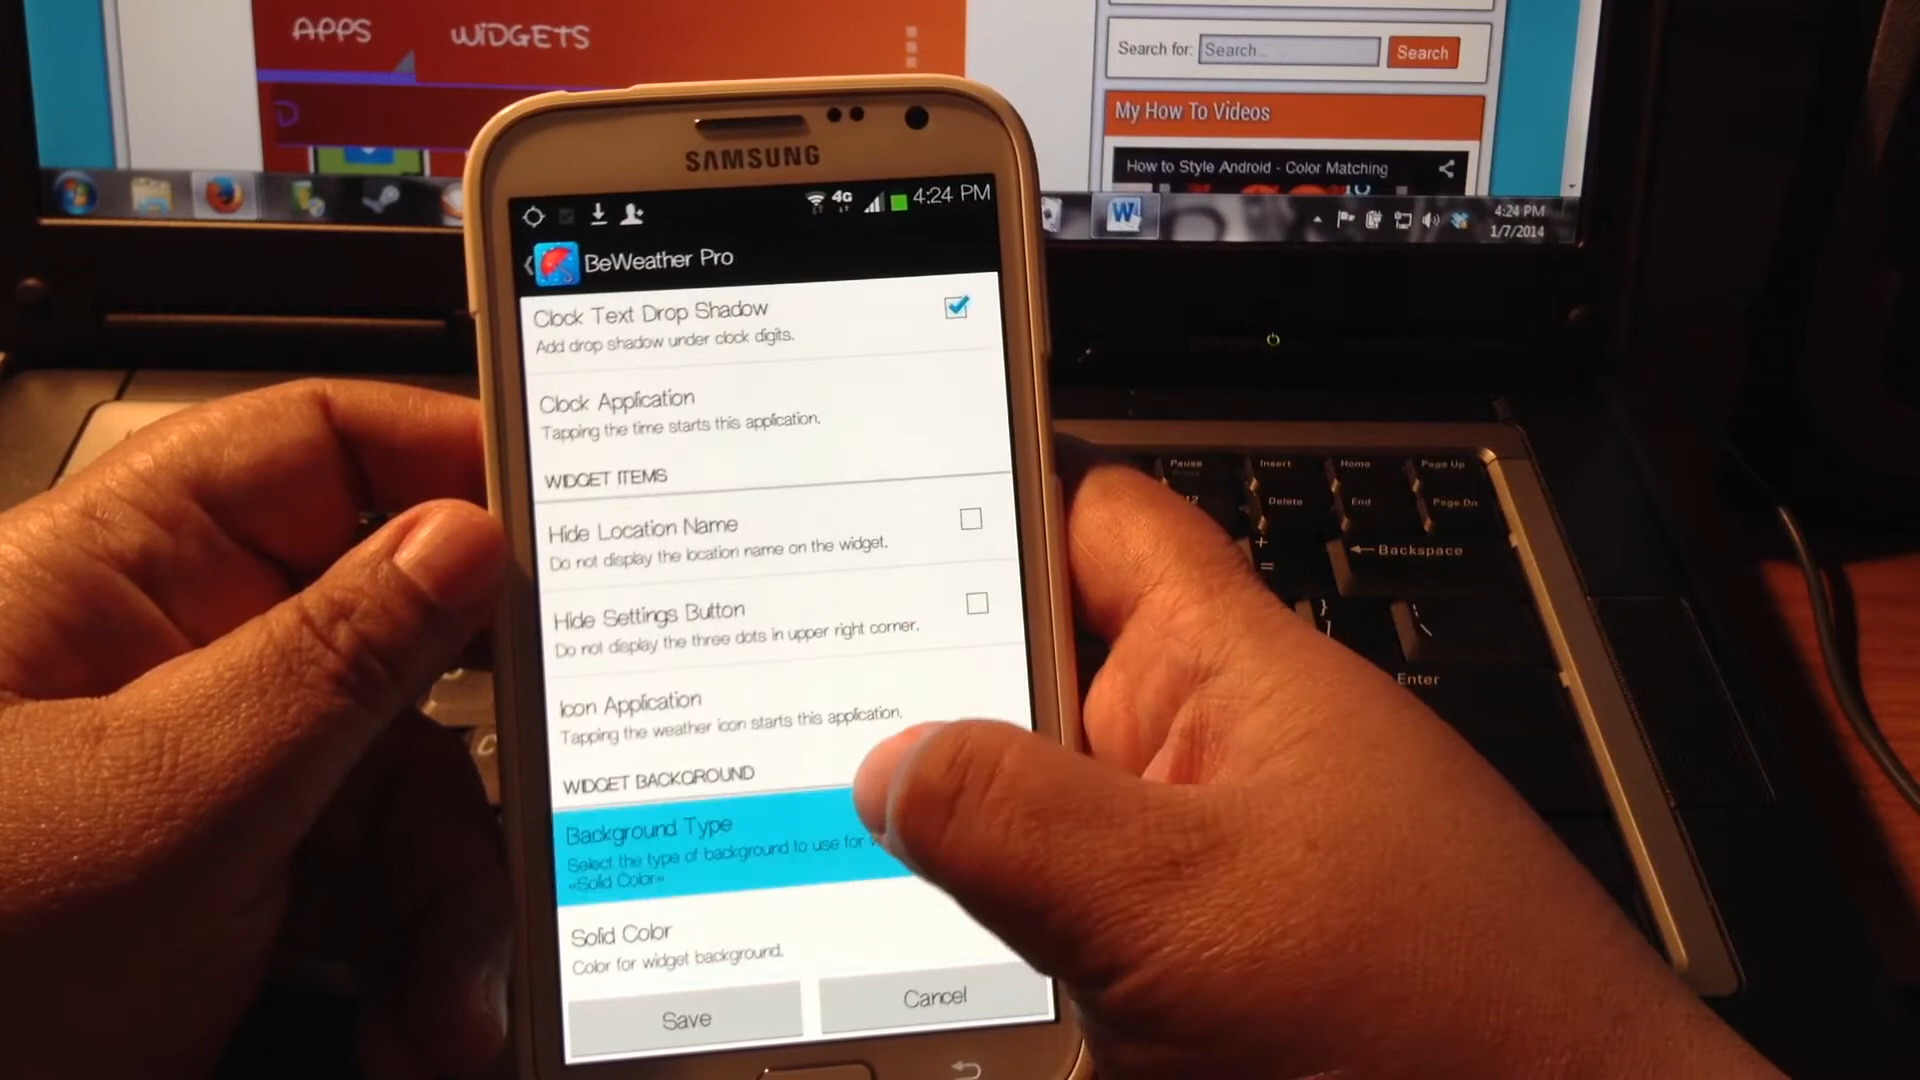 APPS WiDGETS
Search for: Search... Search
My How To Videos
How to Style Android - Color Matching
4:24 PM
1/7/2014
SAMSUNG
4G 4:24 PM
BeWeather Pro
Clock Text Drop Shadow
Add drop shadow under clock digits.
Clock Application
Tapping the time starts this application.
WIDGET ITEMS
Hide Location Name
Do not display the location name on the widget.
Hide Settings Button
Do not display the three dots in upper right corner.
Icon Application
Tapping the weather icon starts this application.
WIDGET BACKGROUND
Background Type
Select the type of background to use for
«Solid Color»
Solid Color
Color for widget background.
Save Cancel
Pause Insert Home Page Up
Delete End Page Dn
+
=
Backspace
}
Enter